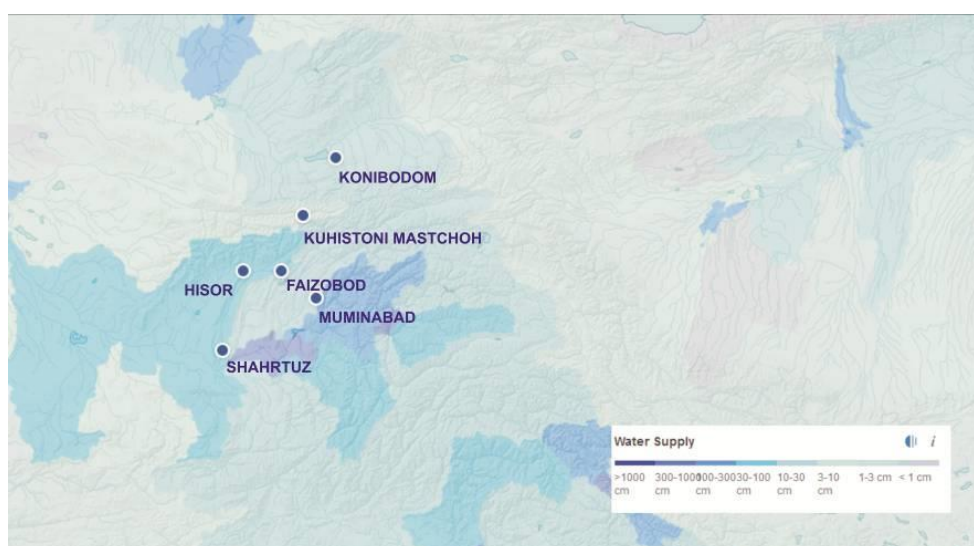 KONIBODOM
KUHISTONI MASTCHOH
HISOR
FAIZOBOD
MUMINABAD
SHAHRTUZ
Water Supply
i
>1000 300-1000 100-300 30-100 10-30 3-10 1-3 cm < 1 cm
cm cm cm cm cm cm